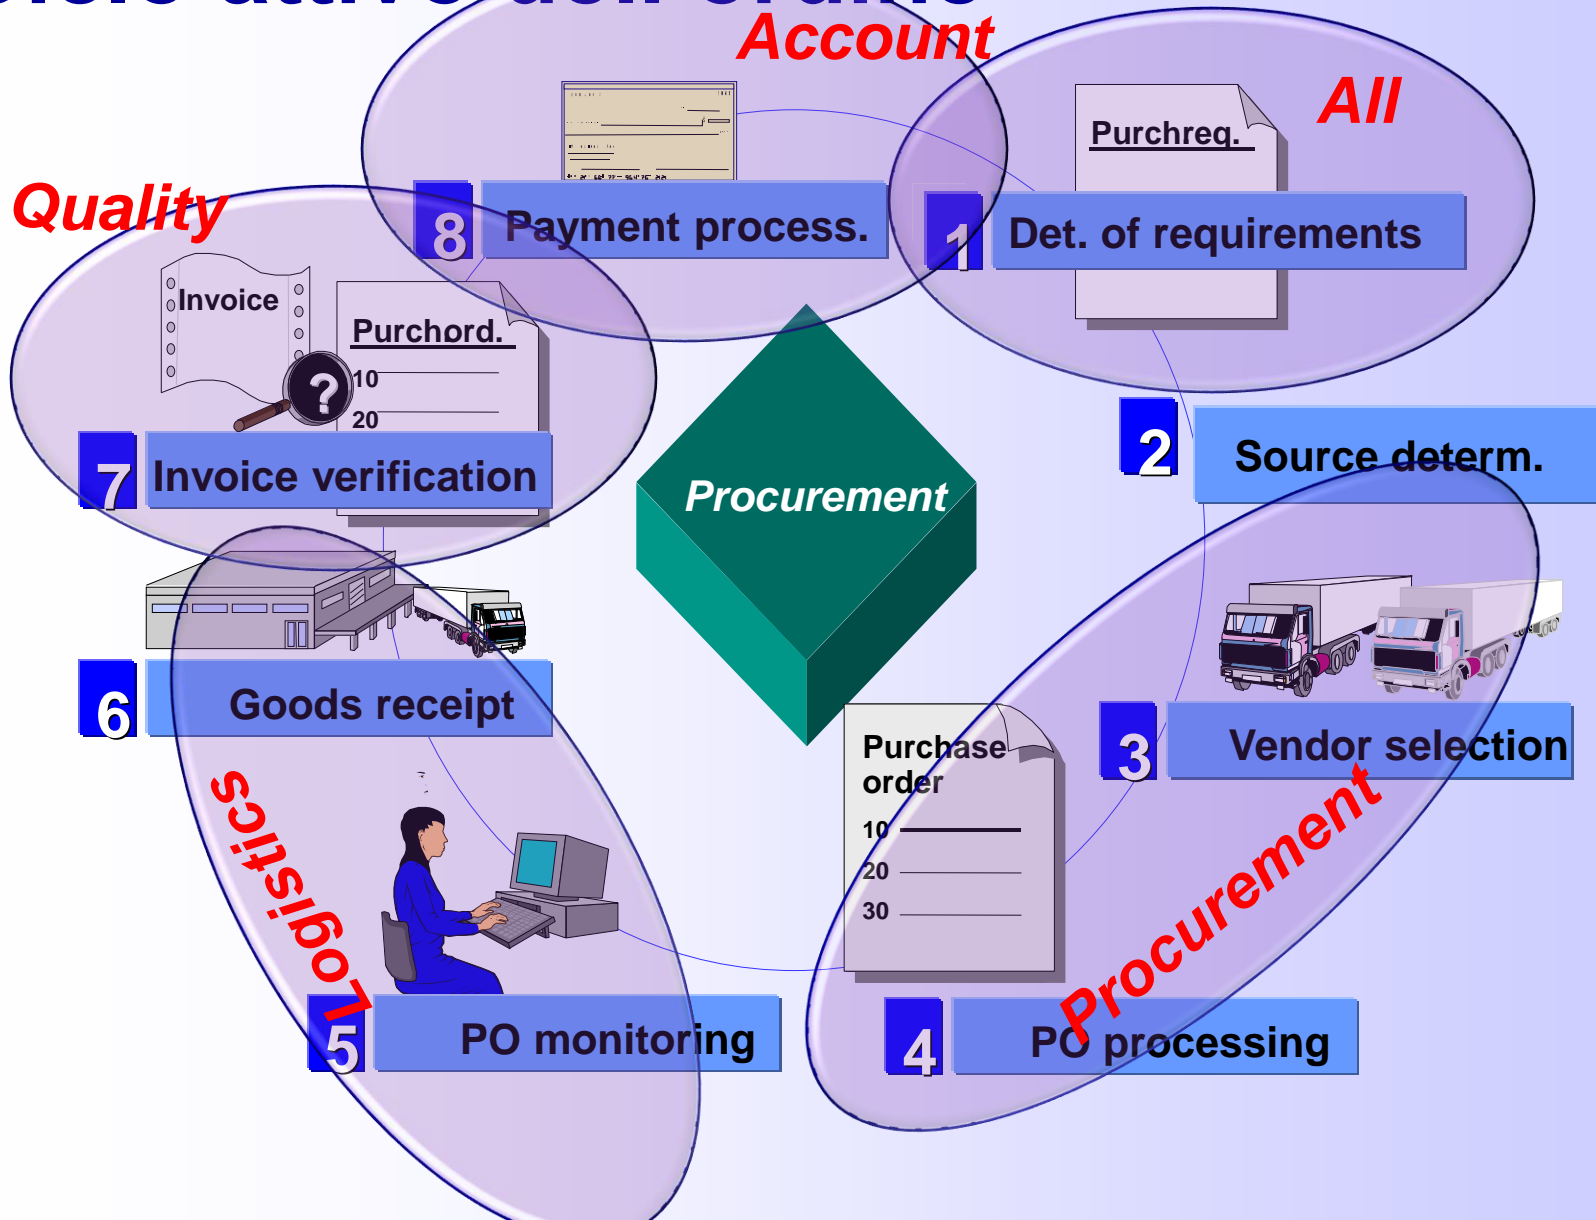 Account
All
Purchreq.
Quality
8
Payment process.
1
Det. of requirements
Invoice
Purchord.
10
20
?
7
Invoice verification
2
Source determ.
Procurement
6
Goods receipt
3
Vendor selection
Purchase
order
10
20
30
Logistics
Procurement
5
PO monitoring
4
PO processing